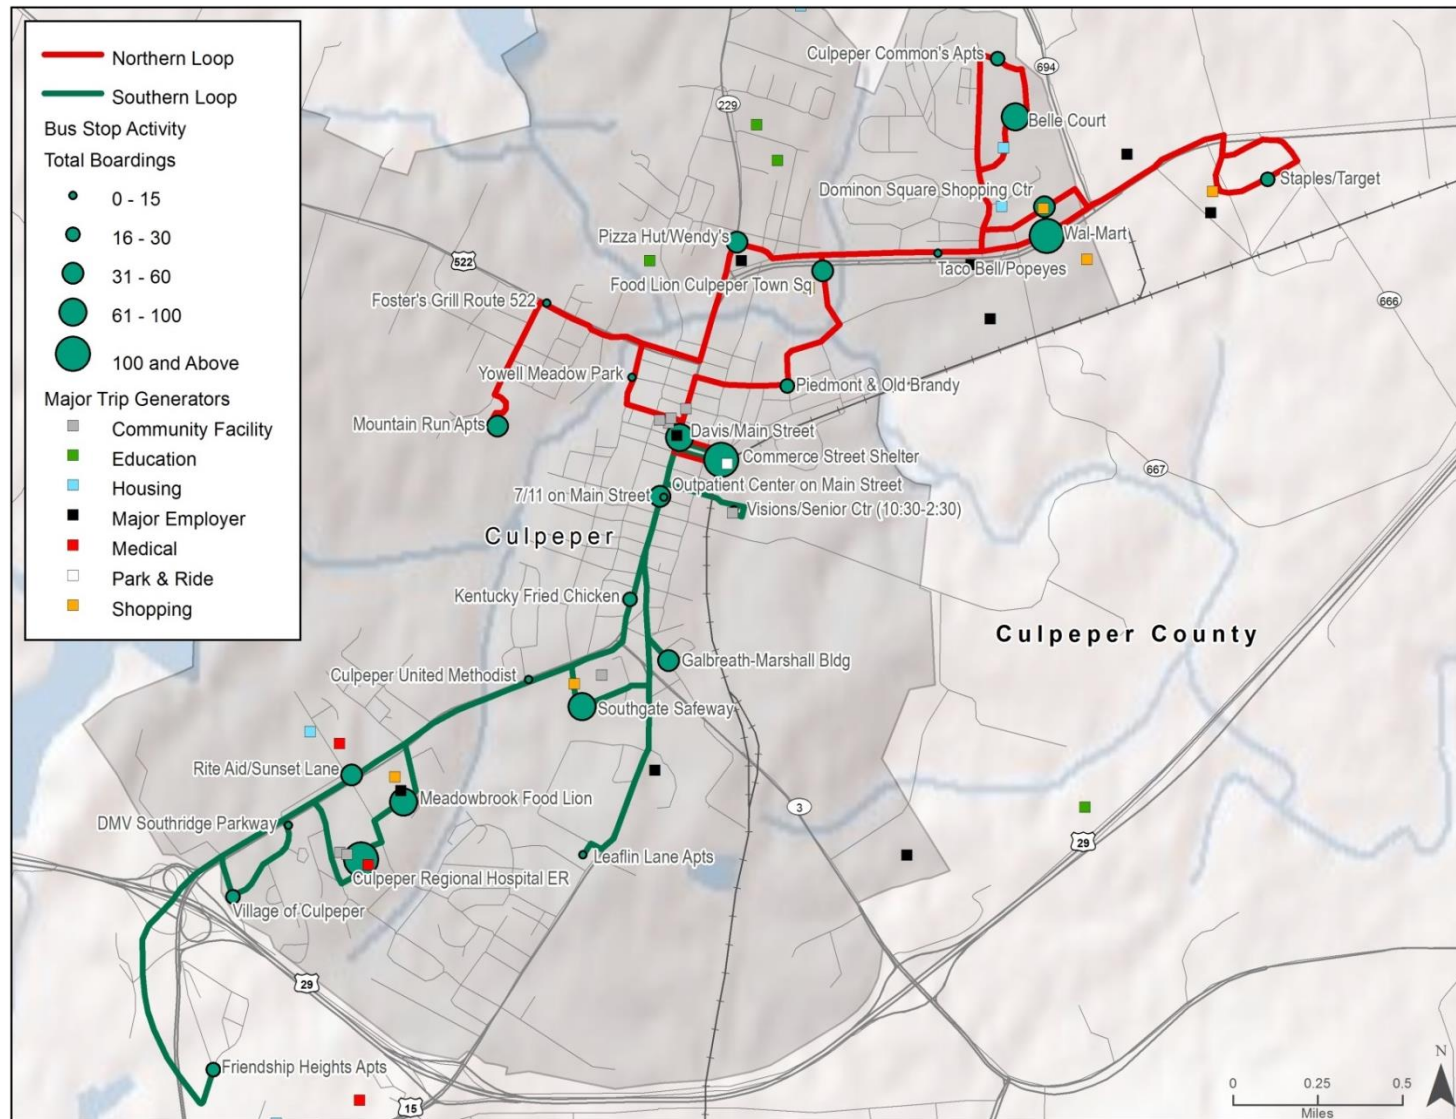 Northern Loop
Southern Loop
Bus Stop Activity
Total Boardings
0 - 15
16 - 30
31 - 60
61 - 100
100 and Above
Major Trip Generators
Community Facility
Education
Housing
Major Employer
Medical
Park & Ride
Shopping
Culpeper Common's Apts
694
229
Belle Court
Dominon Square Shopping Ctr
Staples/Target
Pizza Hut/Wendy's
Wal-Mart
522
Taco Bell/Popeyes
Food Lion Culpeper Town Sq
Foster's Grill Route 522
666
Yowell Meadow Park
Piedmont & Old Brandy
Mountain Run Apts
Davis/Main Street
Commerce Street Shelter
667
Outpatient Center on Main Street
7/11 on Main Street
Visions/Senior Ctr (10:30-2:30)
Culpeper
Kentucky Fried Chicken
Culpeper County
Galbreath-Marshall Bldg
Culpeper United Methodist
Southgate Safeway
Rite Aid/Sunset Lane
Meadowbrook Food Lion
3
DMV Southridge Parkway
29
Leaflin Lane Apts
Culpeper Regional Hospital ER
Village of Culpeper
29
Friendship Heights Apts
15
N
0 0.25 0.5
Miles